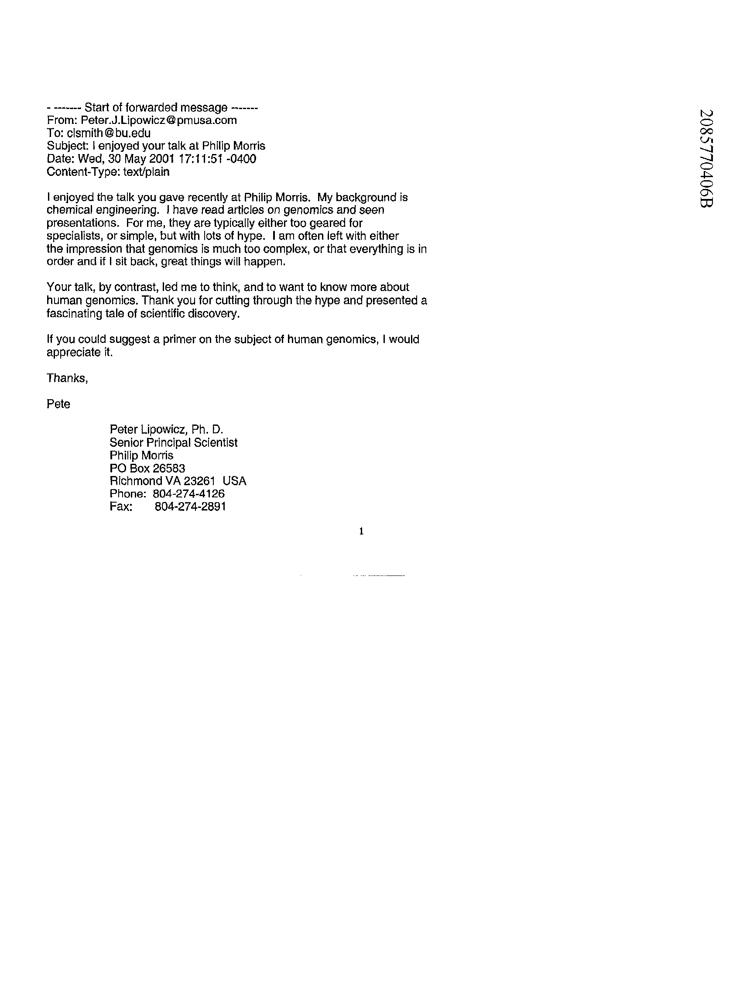 - ------- Start of forwarded message -------
From: Peter.J.Lipowicz@pmusa.com
To: clsmith@bu.edu
Subject: I enjoyed your talk at Philip Morris
Date: Wed, 30 May 2001 17:11:51 -0400
Content-Type: text/plain

I enjoyed the talk you gave recently at Philip Morris.  My background is
chemical engineering.  I have read articles on genomics and seen
presentations.  For me, they are typically either too geared for
specialists, or simple, but with lots of hype.  I am often left with either
the impression that genomics is much too complex, or that everything is in
order and if I sit back, great things will happen.

Your talk, by contrast, led me to think, and to want to know more about
human genomics. Thank you for cutting through the hype and presented a
fascinating tale of scientific discovery.

If you could suggest a primer on the subject of human genomics, I would
appreciate it.

Thanks,

Pete

Peter Lipowicz, Ph. D.
Senior Principal Scientist
Philip Morris
PO Box 26583
Richmond VA 23261  USA
Phone:  804-274-4126
Fax:      804-274-2891

1

2085770406B